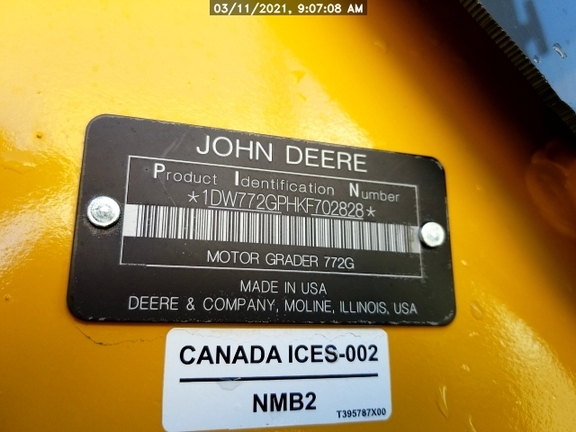 03/11/2021, 9:07:08 AM
JOHN DEERE
Product Identification Number
*1DW772GPHKF702828*
MOTOR GRADER 772G
MADE IN USA
DEERE & COMPANY, MOLINE, ILLINOIS, USA
CANADA ICES-002
NMB2
T395787X00